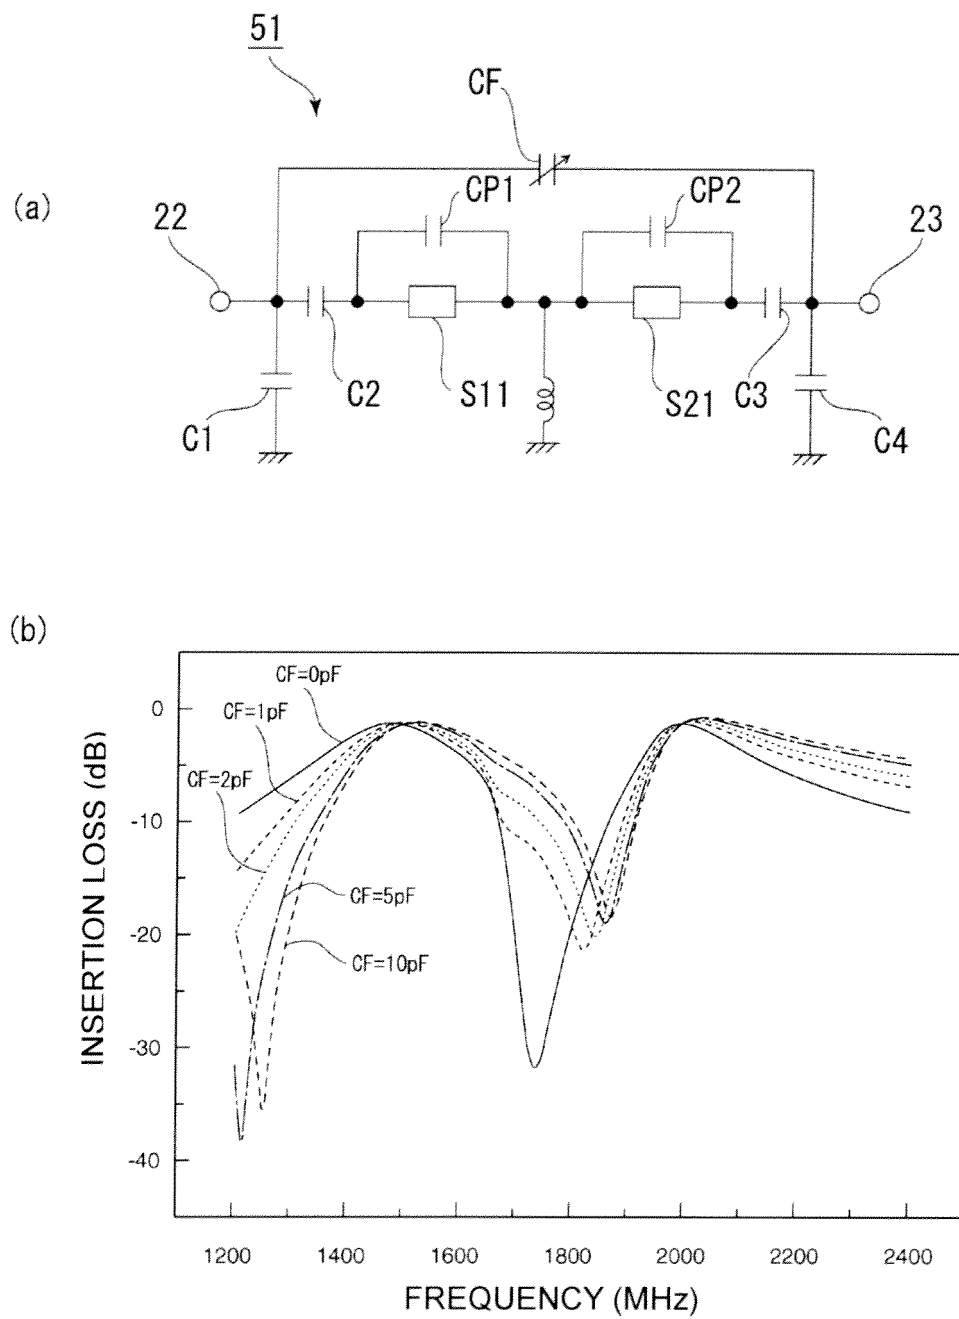 51
CF
(a)
CP1
CP2
22
23
C2
S11
S21
C3
C1
C4
(b)
CF=0pF
CF=1pF
CF=2pF
CF=5pF
CF=10pF
0
-10
-20
-30
-40
INSERTION LOSS (dB)
1200 1400 1600 1800 2000 2200 2400
FREQUENCY (MHz)